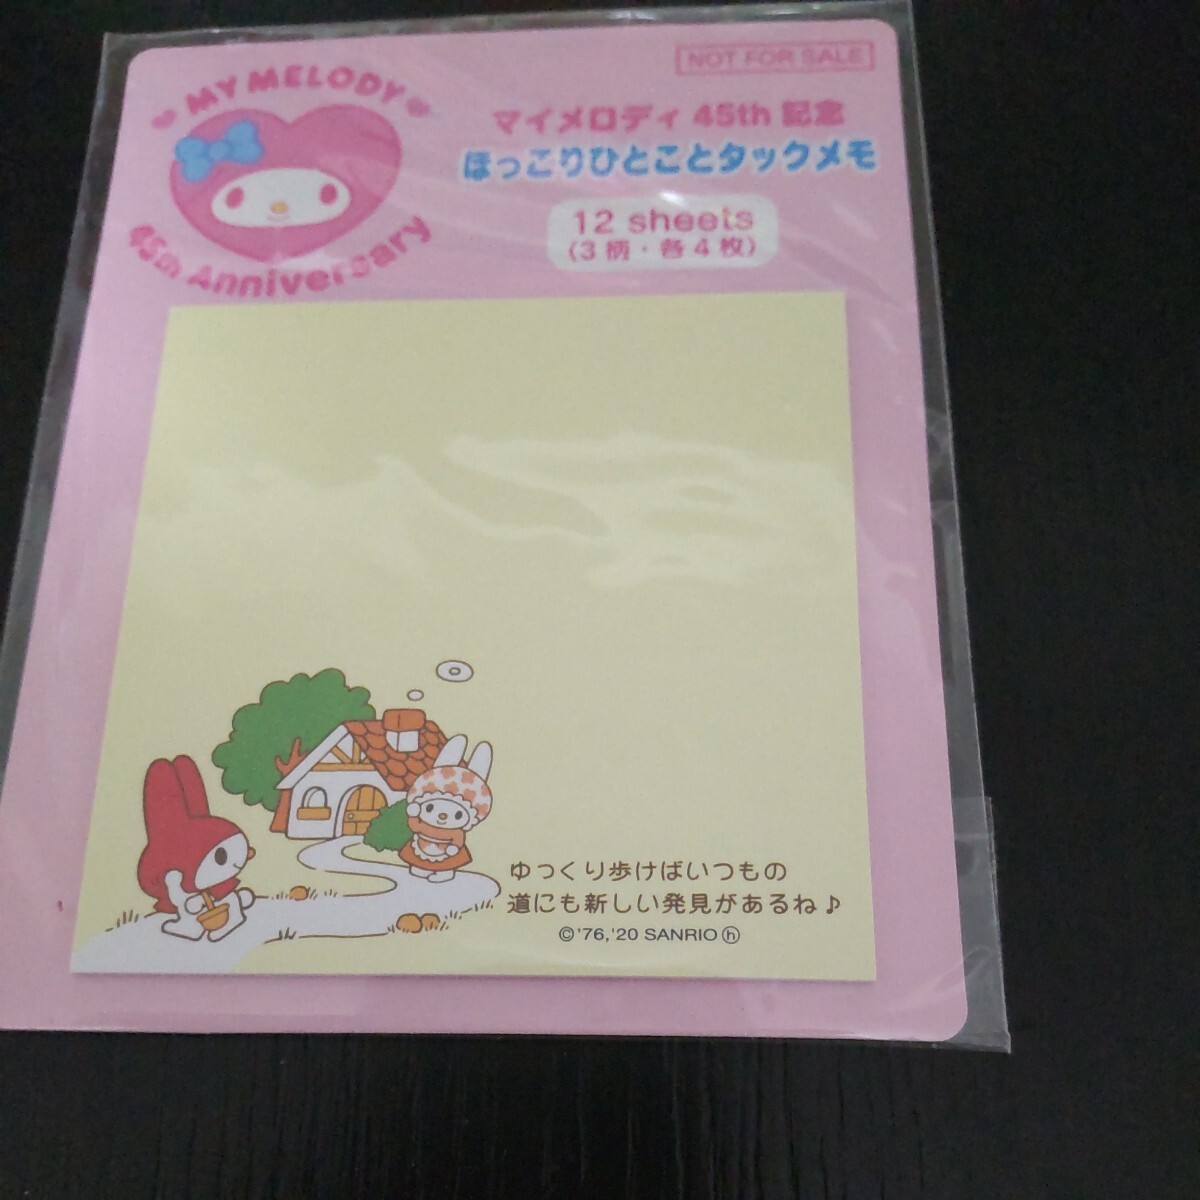 MY MELODY
45th Anniversary
NOT FOR SALE
マイメロディ 45th 記念
ほっこりひとことタックメモ
12 sheets
(3柄・各4枚)
ゆっくり歩けばいつもの
道にも新しい発見があるね♪
©'76,'20 SANRIO ⓗ